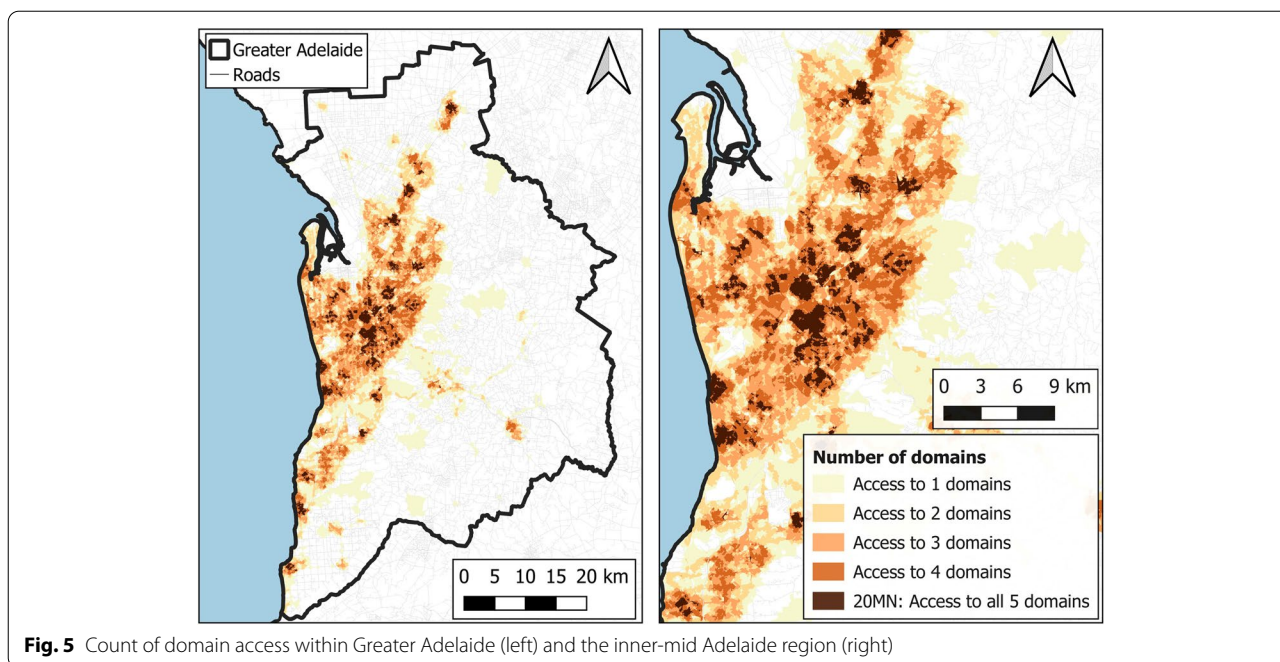 Greater Adelaide
Roads
0 5 10 15 20 km
0 3 6 9 km
Number of domains
Access to 1 domains
Access to 2 domains
Access to 3 domains
Access to 4 domains
20MN: Access to all 5 domains
Fig. 5 Count of domain access within Greater Adelaide (left) and the inner-mid Adelaide region (right)